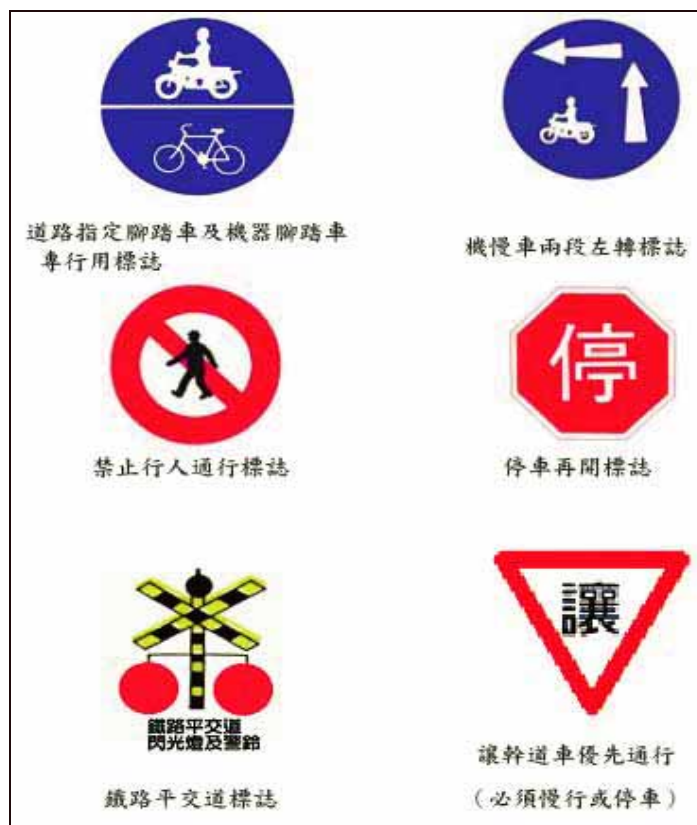 道路指定腳踏車及機器腳踏車
專行用標誌
機慢車兩段左轉標誌
禁止行人通行標誌
停
停車再開標誌
鐵路平交道
閃光燈及警鈴
鐵路平交道標誌
讓
讓幹道車優先通行
（必須慢行或停車）